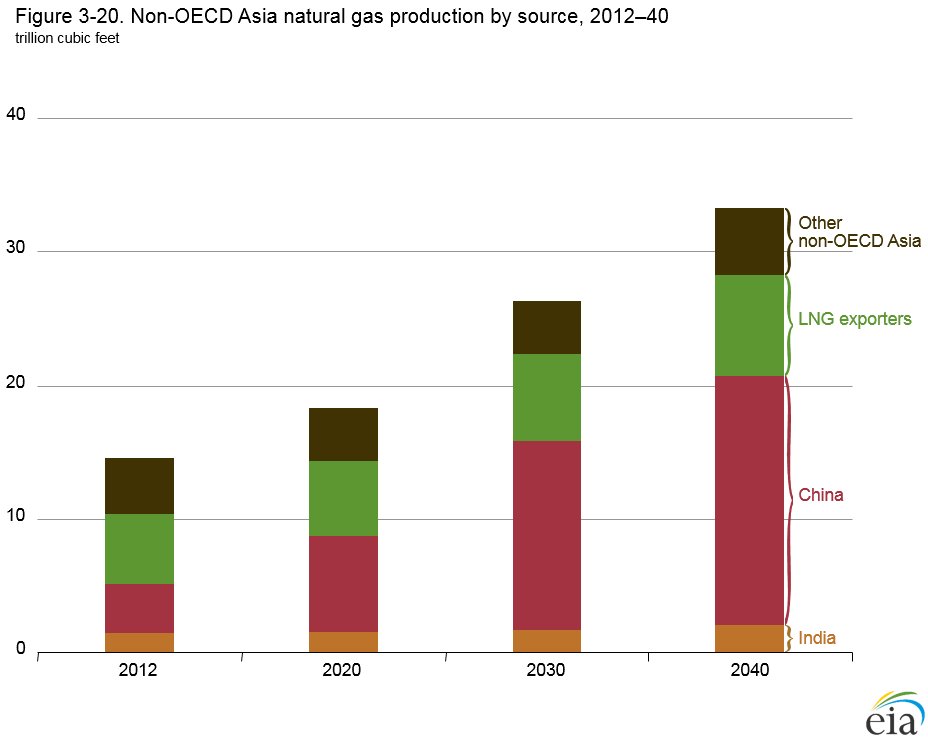 Figure 3-20. Non-OECD Asia natural gas production by source, 2012–40
trillion cubic feet
40
30
20
10
0
Other
non-OECD Asia
LNG exporters
China
India
2012 2020 2030 2040
eia